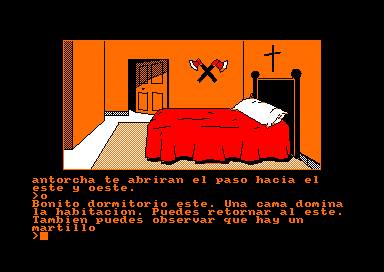 antorcha te abriran el paso hacia el
este y oeste.
>o
Bonito dormitorio este. Una cama domina
la habitacion. Puedes retornar al este.
Tambien puedes observar que hay un
martillo
>